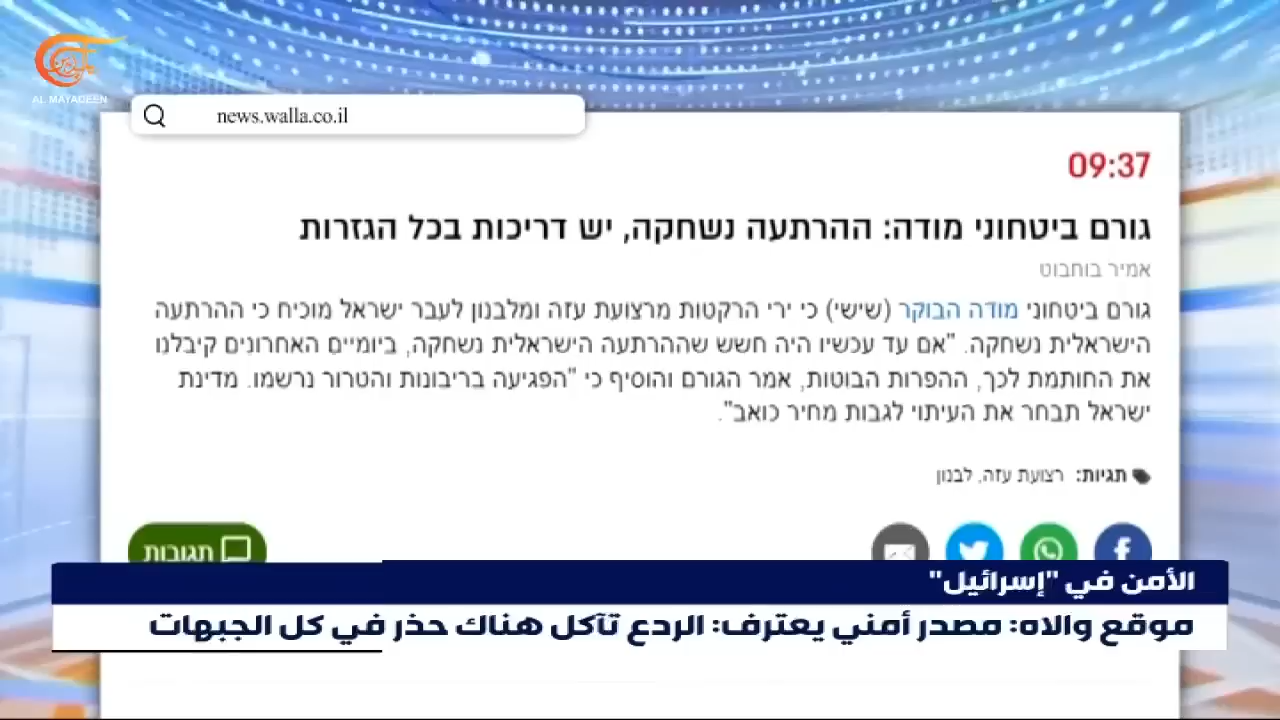 AL MAYADEEN
news.walla.co.il
09:37
גורם ביטחוני מודה: ההרתעה נשחקה, יש דריכות בכל הגזרות
אמיר בוחבוט
גורם ביטחוני מודה הבוקר (שישי) כי ירי הרקטות מרצועת עזה ומלבנון לעבר ישראל מוכיח כי ההרתעה
הישראלית נשחקה. "אם עד עכשיו היה חשש שההרתעה הישראלית נשחקה, ביומיים האחרונים קיבלנו
את החותמת לכך, ההפרות הבוטות, אמר הגורם והוסיף כי "הפגיעה בריבונות והטרור נרשמו. מדינת
ישראל תבחר את העיתוי לגבות מחיר כואב".
תגיות: רצועת עזה, לבנון
תגובות
الأمن في "إسرائيل"
موقع والاه: مصدر أمني يعترف: الردع تآكل هناك حذر في كل الجبهات